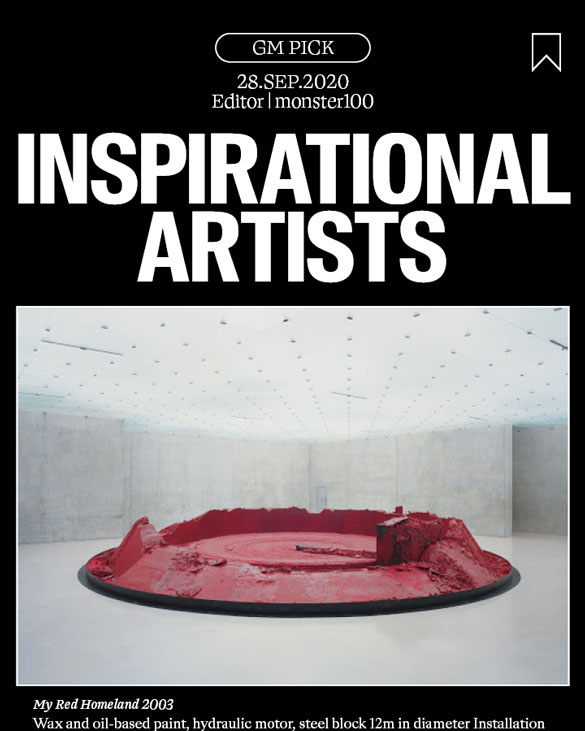 GM PICK
28.SEP.2020
Editor | monster100
INSPIRATIONAL
ARTISTS
My Red Homeland 2003
Wax and oil-based paint, hydraulic motor, steel block 12m in diameter Installation